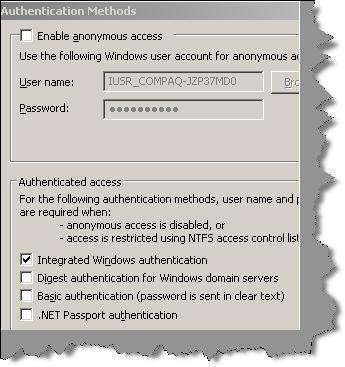 Authentication Methods
Enable anonymous access
Use the following Windows user account for anonymous
User name:
IUSR_COMPAQ-JZP37MD0
Password:
Authenticated access
For the following authentication methods, user name and
are required when:
- anonymous access is disabled, or
- access is restricted using NTFS access control
Integrated Windows authentication
Digest authentication for Windows domain servers
Basic authentication (password is sent in clear text)
.NET Passport authentication